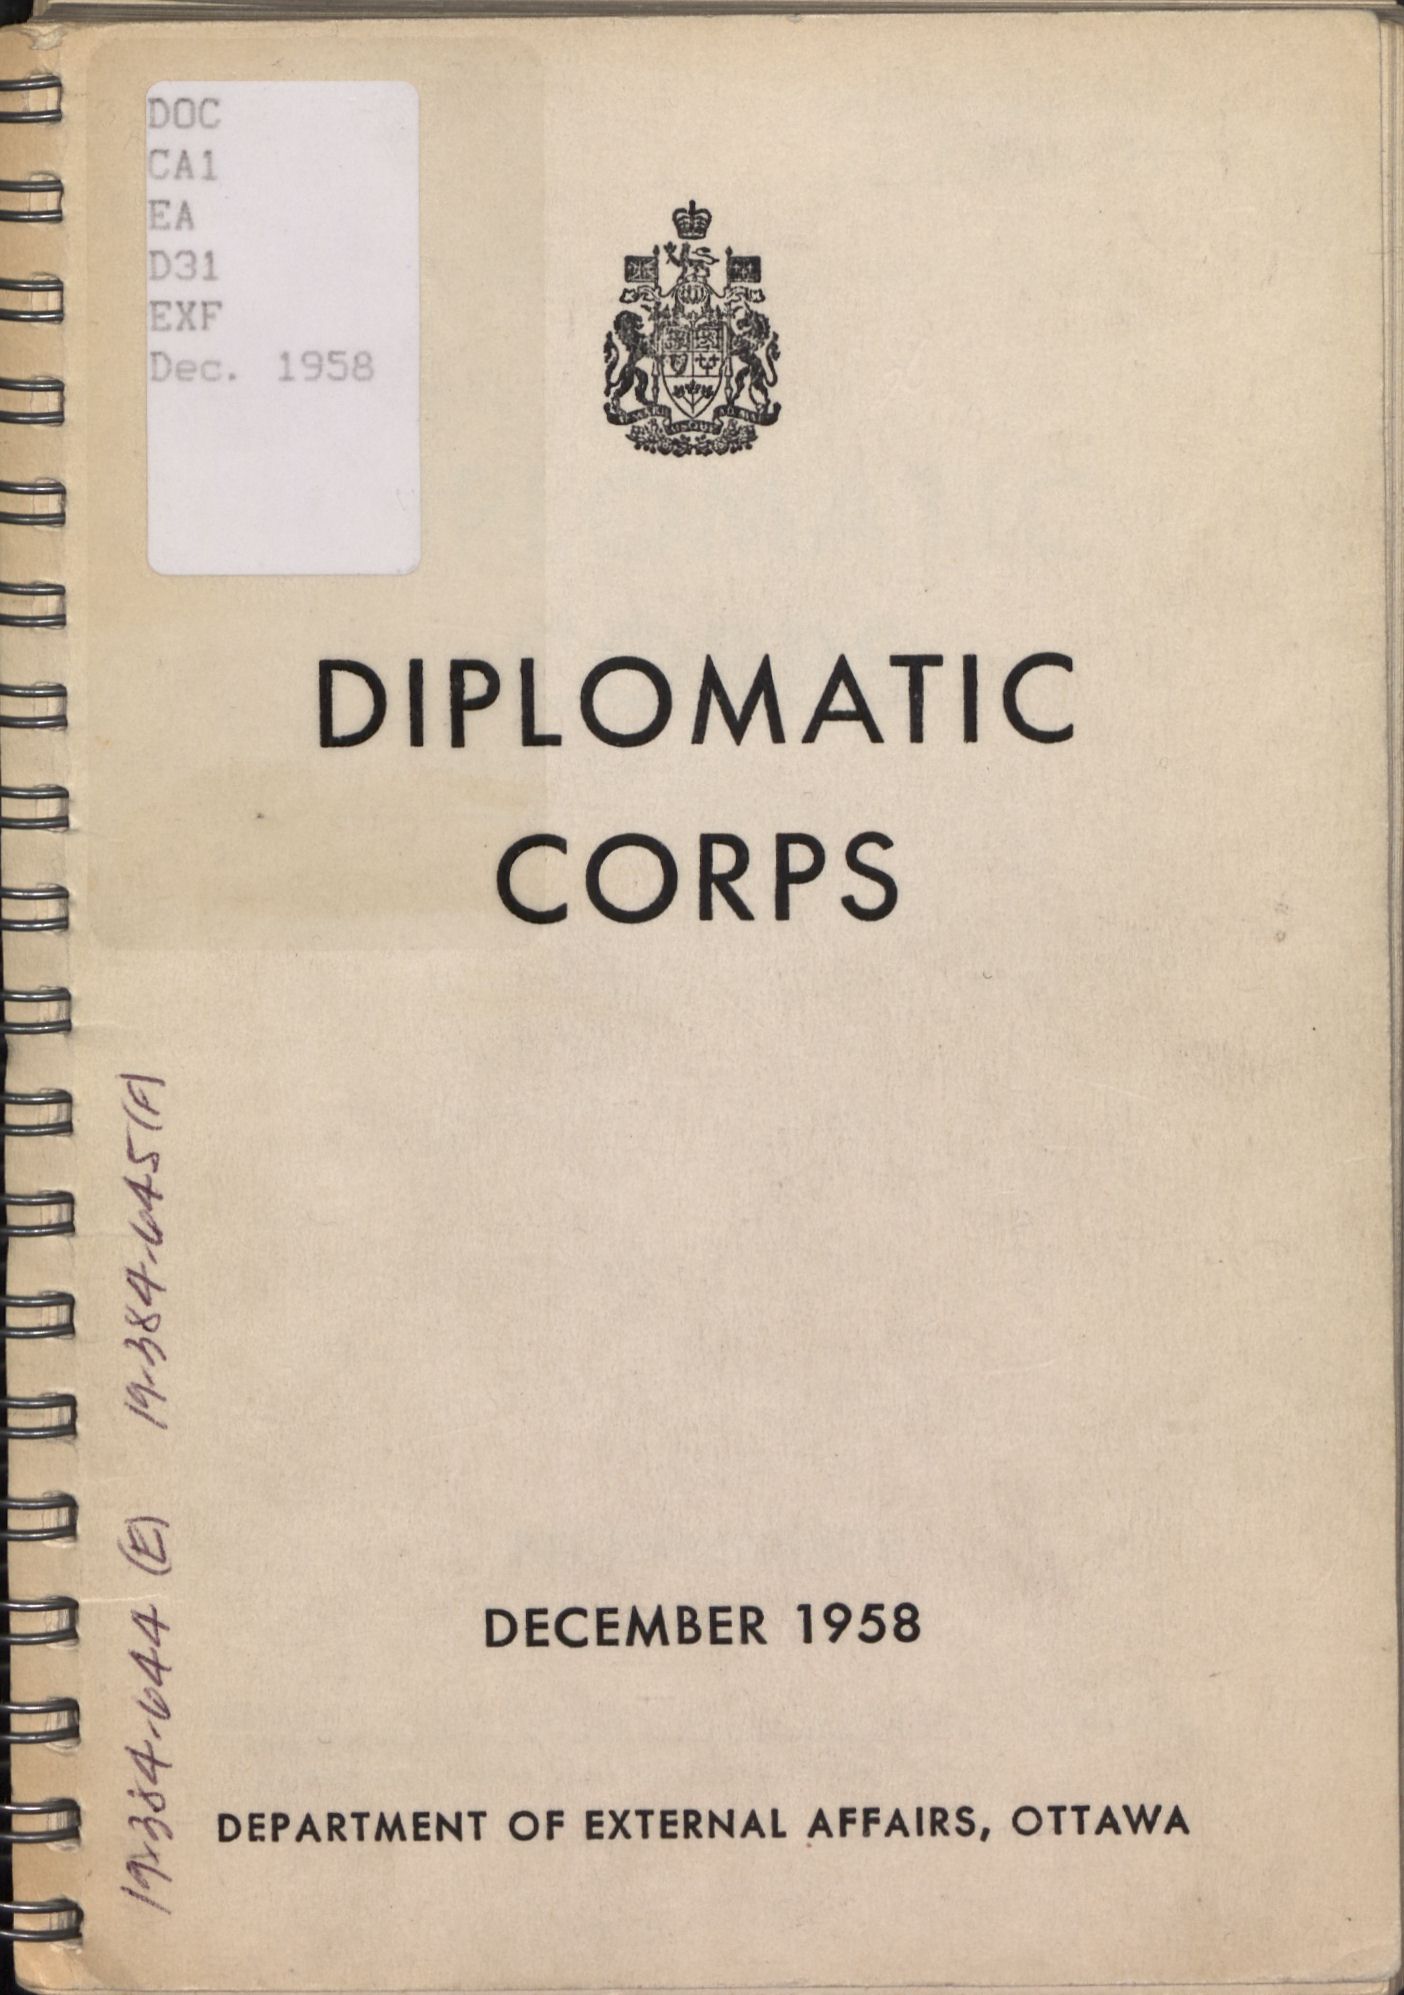 DOC
CA1
EA
D31
EXF
Dec. 1958
DIPLOMATIC
CORPS
DECEMBER 1958
DEPARTMENT OF EXTERNAL AFFAIRS, OTTAWA
19-384-644 (E) 19-384-645 (F)